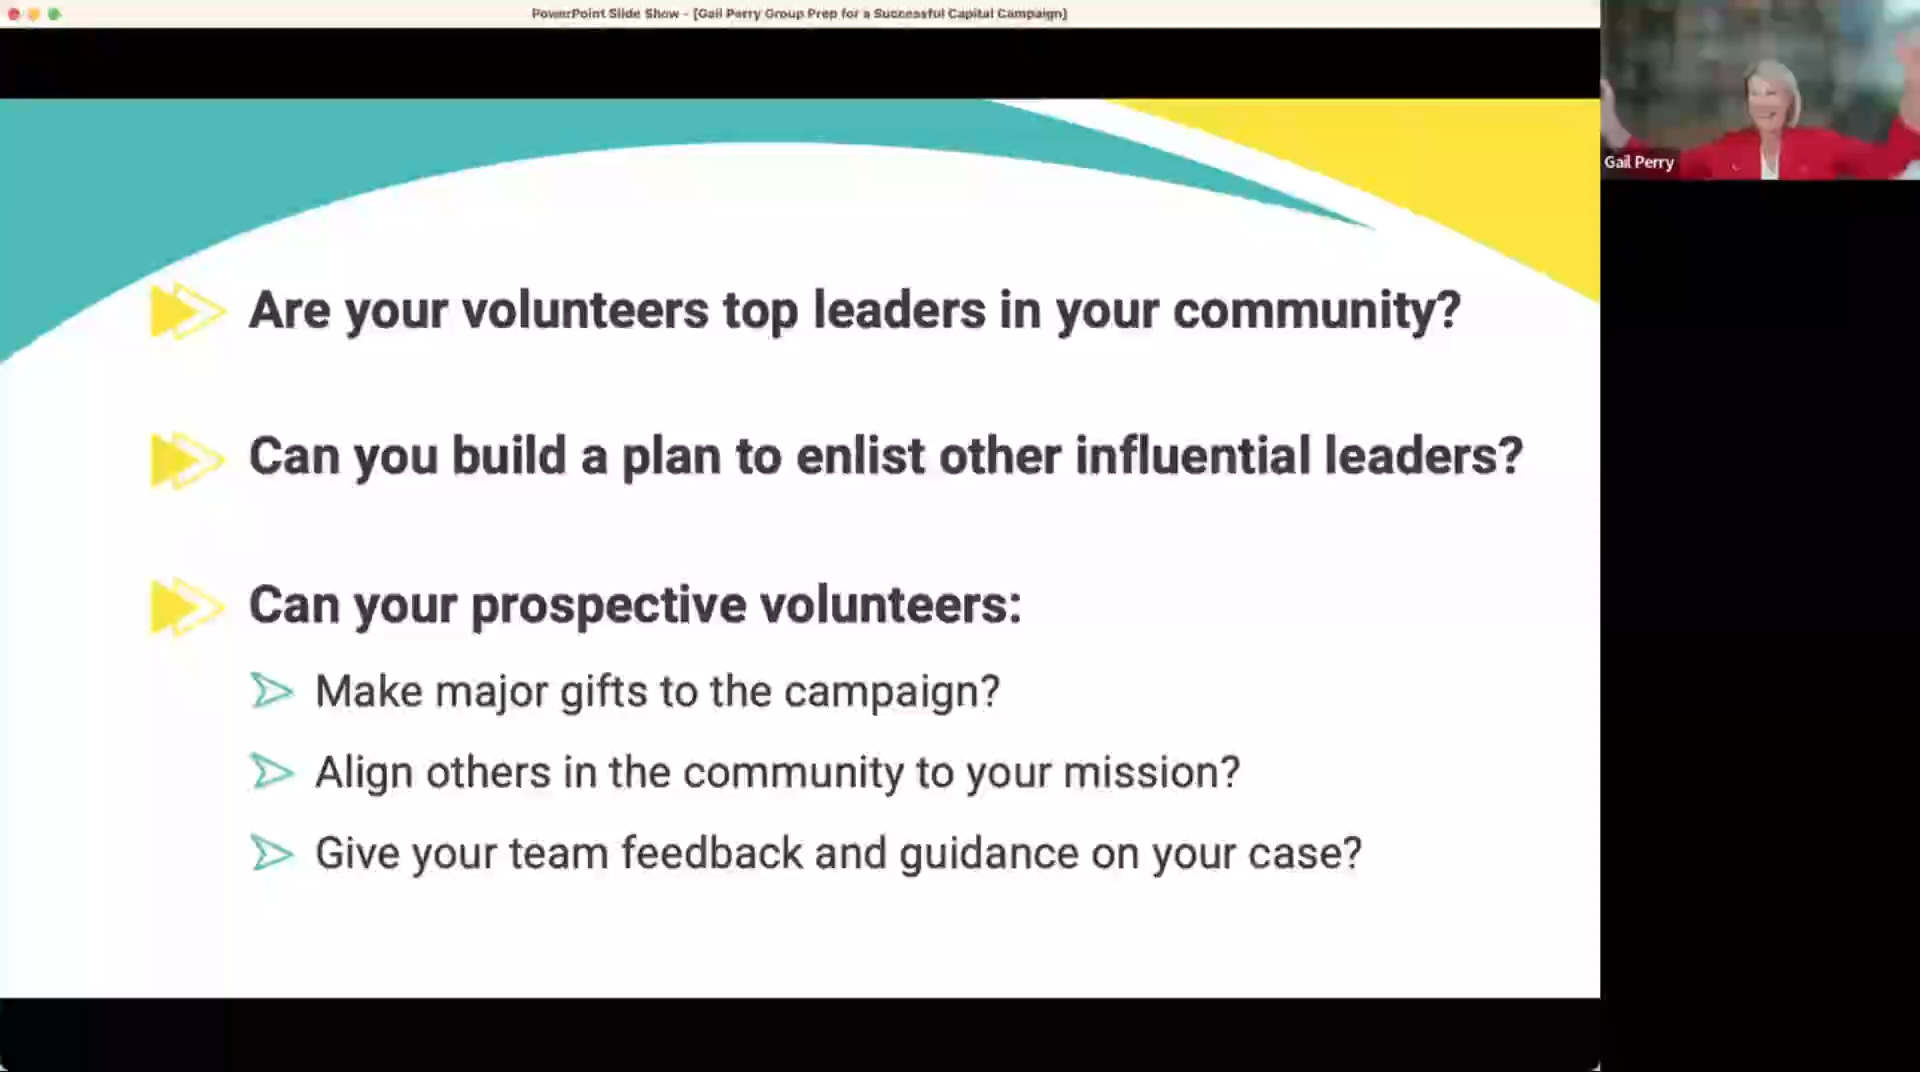 PowerPoint Slide Show - [Gail Perry Group Prep for a Successful Capital Campaign]
Gail Perry
Are your volunteers top leaders in your community?
Can you build a plan to enlist other influential leaders?
Can your prospective volunteers:
Make major gifts to the campaign?
Align others in the community to your mission?
Give your team feedback and guidance on your case?